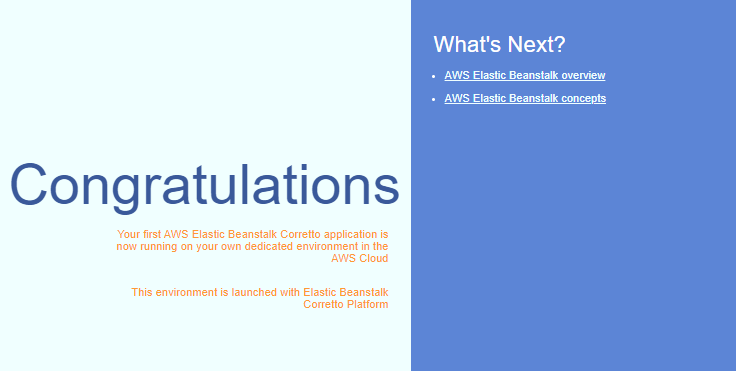 Congratulations
Your first AWS Elastic Beanstalk Corretto application is
now running on your own dedicated environment in the
AWS Cloud
This environment is launched with Elastic Beanstalk
Corretto Platform
What's Next?
AWS Elastic Beanstalk overview
AWS Elastic Beanstalk concepts